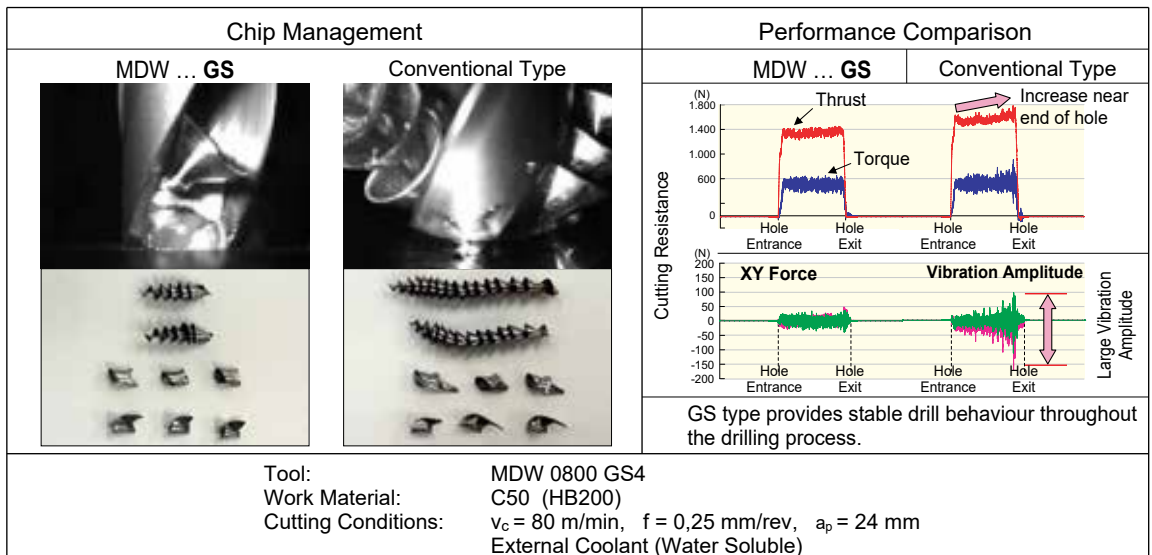 Chip Management
MDW … GS
Conventional Type
Performance Comparison
MDW … GS
Conventional Type
Cutting Resistance
(N)
1.800
1.400
1.000
600
0
Thrust
Torque
Increase near
end of hole
Hole
Entrance
Hole
Exit
Hole
Entrance
Hole
Exit
(N)
200
150
100
50
0
-50
-100
-150
-200
XY Force
Vibration Amplitude
Hole
Entrance
Hole
Exit
Hole
Entrance
Hole
Exit
Large Vibration
Amplitude
GS type provides stable drill behaviour throughout
the drilling process.
Tool: MDW 0800 GS4
Work Material: C50 (HB200)
Cutting Conditions: vc = 80 m/min, f = 0,25 mm/rev, ap = 24 mm
External Coolant (Water Soluble)